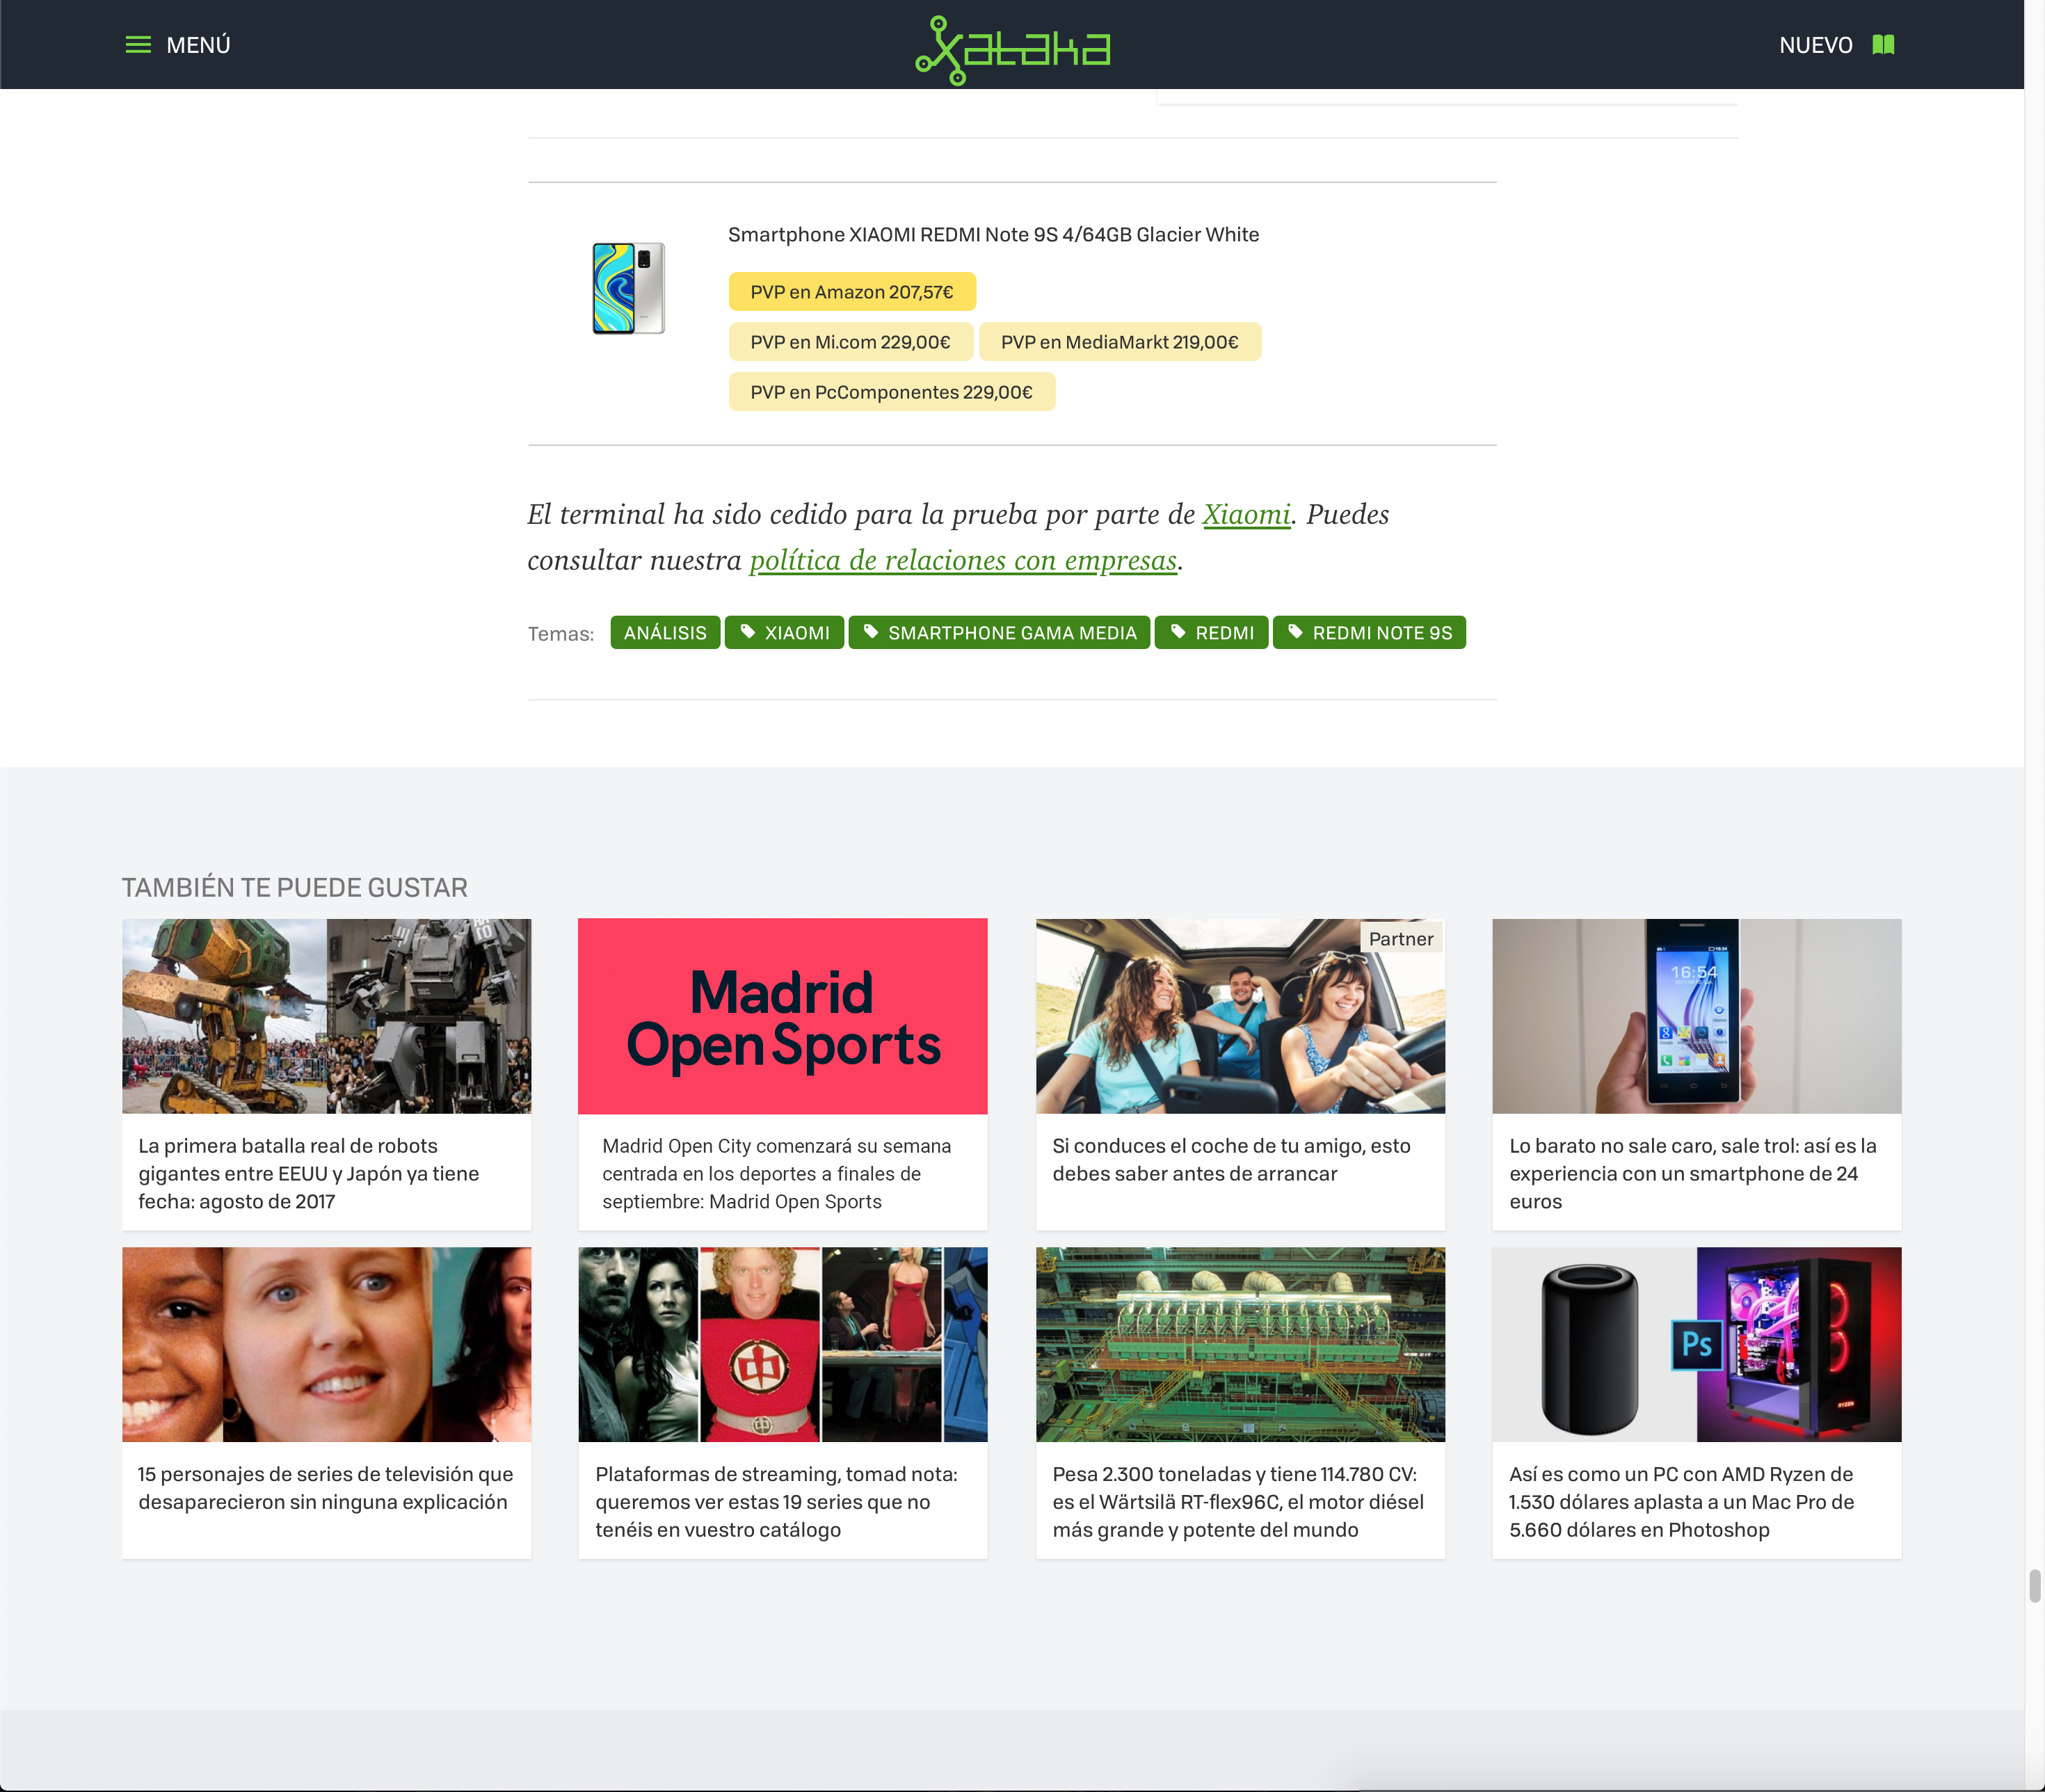 MENÚ
xataka
NUEVO
Smartphone XIAOMI REDMI Note 9S 4/64GB Glacier White
PVP en Amazon 207,57€
PVP en Mi.com 229,00€
PVP en MediaMarkt 219,00€
PVP en PcComponentes 229,00€
El terminal ha sido cedido para la prueba por parte de Xiaomi. Puedes
consultar nuestra política de relaciones con empresas.
Temas:
ANÁLISIS
XIAOMI
SMARTPHONE GAMA MEDIA
REDMI
REDMI NOTE 9S
TAMBIÉN TE PUEDE GUSTAR
La primera batalla real de robots
gigantes entre EEUU y Japón ya tiene
fecha: agosto de 2017
Madrid
Open Sports
Madrid Open City comenzará su semana
centrada en los deportes a finales de
septiembre: Madrid Open Sports
Partner
Si conduces el coche de tu amigo, esto
debes saber antes de arrancar
16:54
Lo barato no sale caro, sale trol: así es la
experiencia con un smartphone de 24
euros
15 personajes de series de televisión que
desaparecieron sin ninguna explicación
Plataformas de streaming, tomad nota:
queremos ver estas 19 series que no
tenéis en vuestro catálogo
Pesa 2.300 toneladas y tiene 114.780 CV:
es el Wärtsilä RT-flex96C, el motor diésel
más grande y potente del mundo
Ps
RYZEN
Así es como un PC con AMD Ryzen de
1.530 dólares aplasta a un Mac Pro de
5.660 dólares en Photoshop